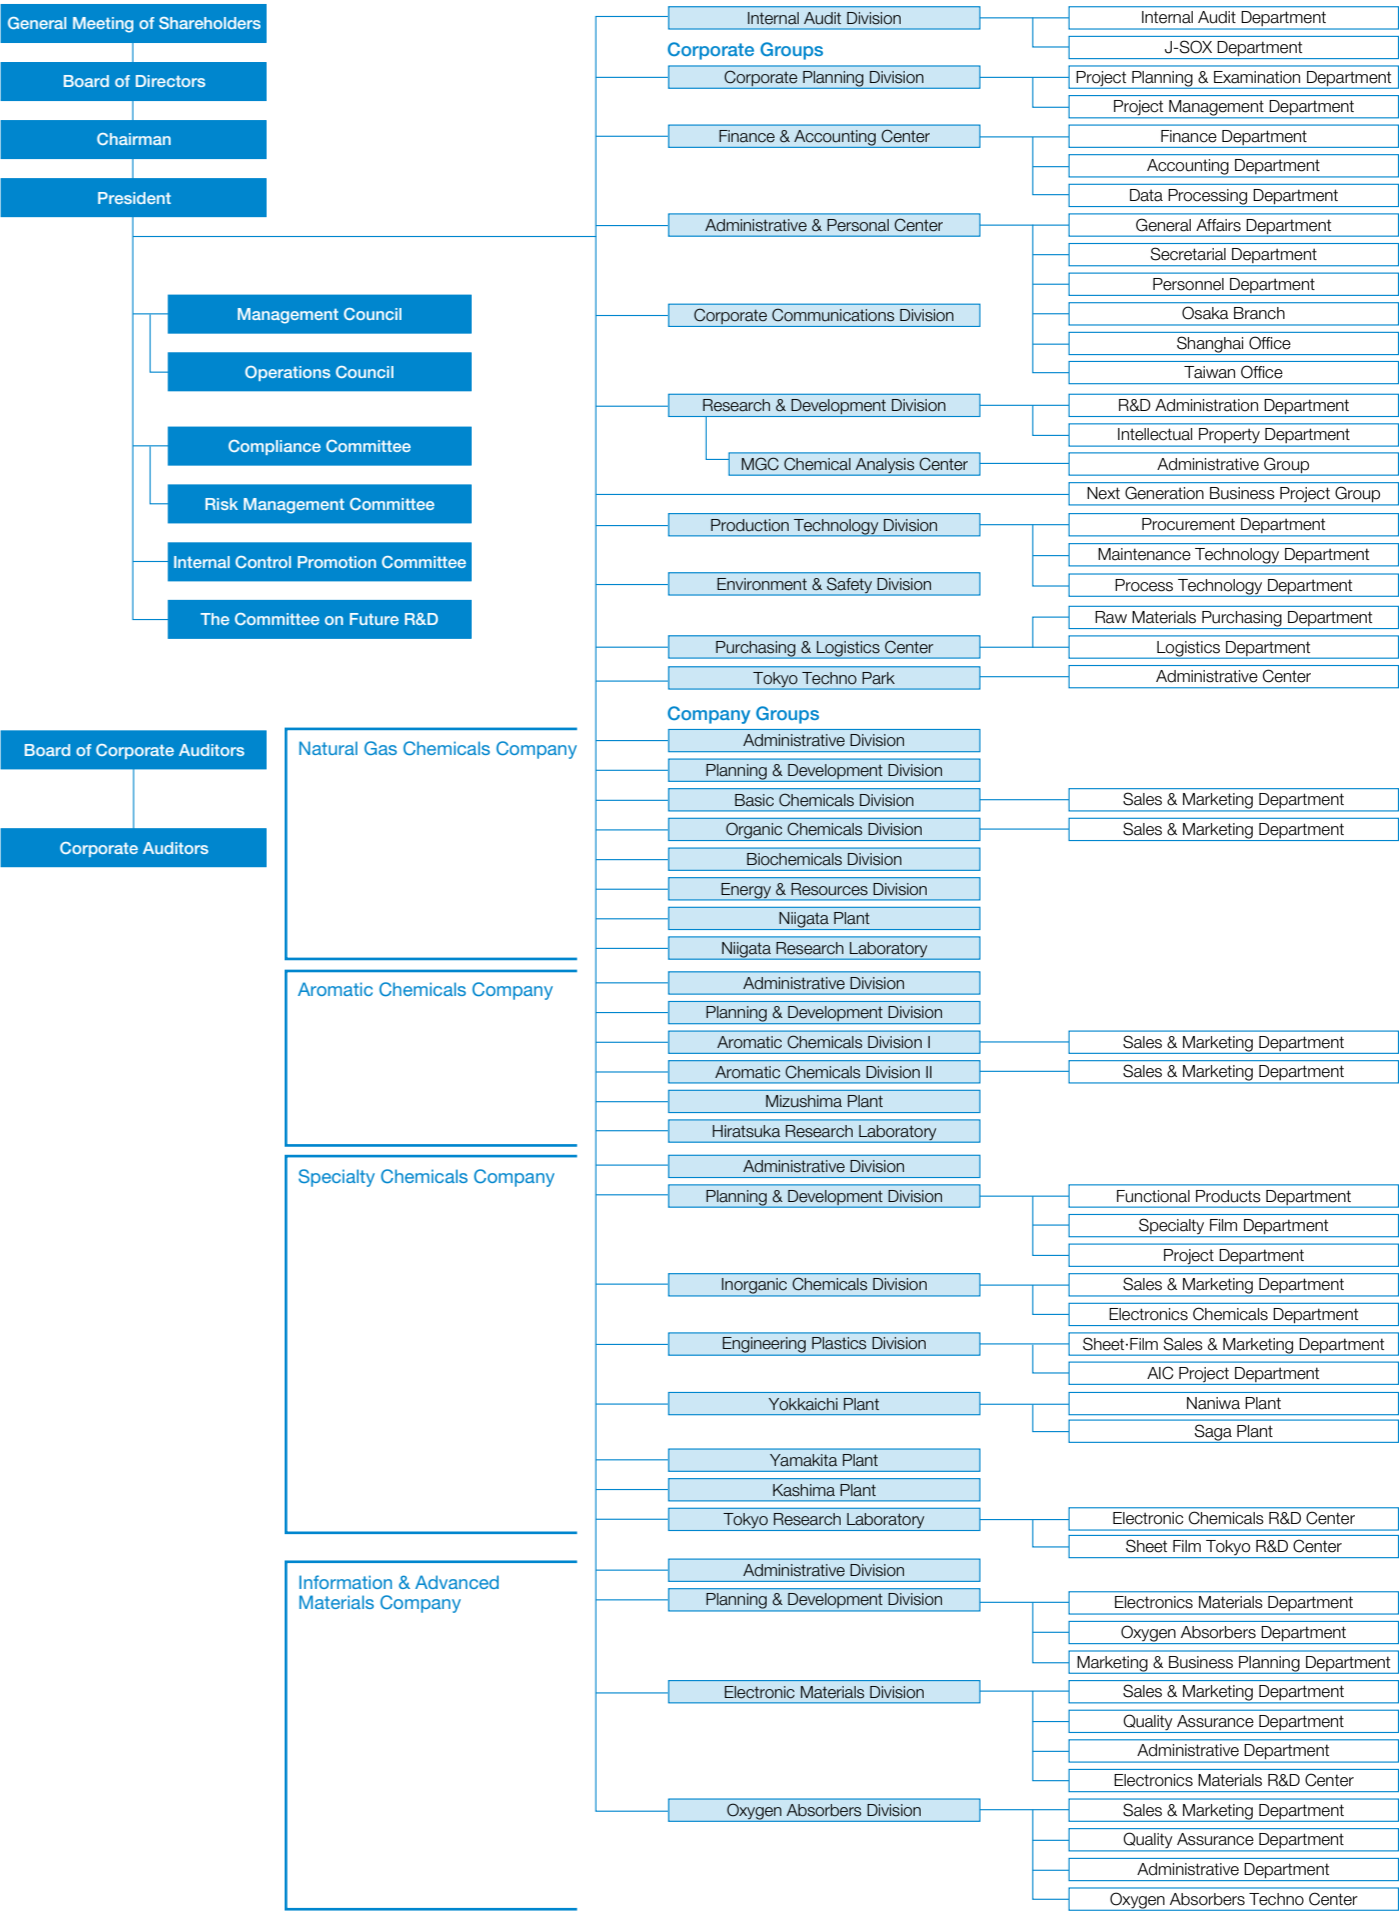 General Meeting of Shareholders
Board of Directors
Chairman
President
Management Council
Operations Council
Compliance Committee
Risk Management Committee
Internal Control Promotion Committee
The Committee on Future R&D
Board of Corporate Auditors
Corporate Auditors
Internal Audit Division
Internal Audit Department
J-SOX Department
Corporate Groups
Corporate Planning Division
Project Planning & Examination Department
Project Management Department
Finance & Accounting Center
Finance Department
Accounting Department
Data Processing Department
Administrative & Personal Center
General Affairs Department
Secretarial Department
Personnel Department
Osaka Branch
Shanghai Office
Taiwan Office
Corporate Communications Division
Research & Development Division
R&D Administration Department
Intellectual Property Department
MGC Chemical Analysis Center
Administrative Group
Next Generation Business Project Group
Production Technology Division
Procurement Department
Maintenance Technology Department
Process Technology Department
Environment & Safety Division
Purchasing & Logistics Center
Raw Materials Purchasing Department
Logistics Department
Tokyo Techno Park
Administrative Center
Company Groups
Natural Gas Chemicals Company
Administrative Division
Planning & Development Division
Basic Chemicals Division
Sales & Marketing Department
Organic Chemicals Division
Sales & Marketing Department
Biochemicals Division
Energy & Resources Division
Niigata Plant
Niigata Research Laboratory
Aromatic Chemicals Company
Administrative Division
Planning & Development Division
Aromatic Chemicals Division I
Sales & Marketing Department
Aromatic Chemicals Division II
Sales & Marketing Department
Mizushima Plant
Hiratsuka Research Laboratory
Specialty Chemicals Company
Administrative Division
Planning & Development Division
Functional Products Department
Specialty Film Department
Project Department
Inorganic Chemicals Division
Sales & Marketing Department
Electronics Chemicals Department
Engineering Plastics Division
Sheet·Film Sales & Marketing Department
AIC Project Department
Yokkaichi Plant
Naniwa Plant
Saga Plant
Yamakita Plant
Kashima Plant
Tokyo Research Laboratory
Electronic Chemicals R&D Center
Sheet Film Tokyo R&D Center
Information & Advanced
Materials Company
Administrative Division
Planning & Development Division
Electronics Materials Department
Oxygen Absorbers Department
Marketing & Business Planning Department
Electronic Materials Division
Sales & Marketing Department
Quality Assurance Department
Administrative Department
Electronics Materials R&D Center
Oxygen Absorbers Division
Sales & Marketing Department
Quality Assurance Department
Administrative Department
Oxygen Absorbers Techno Center